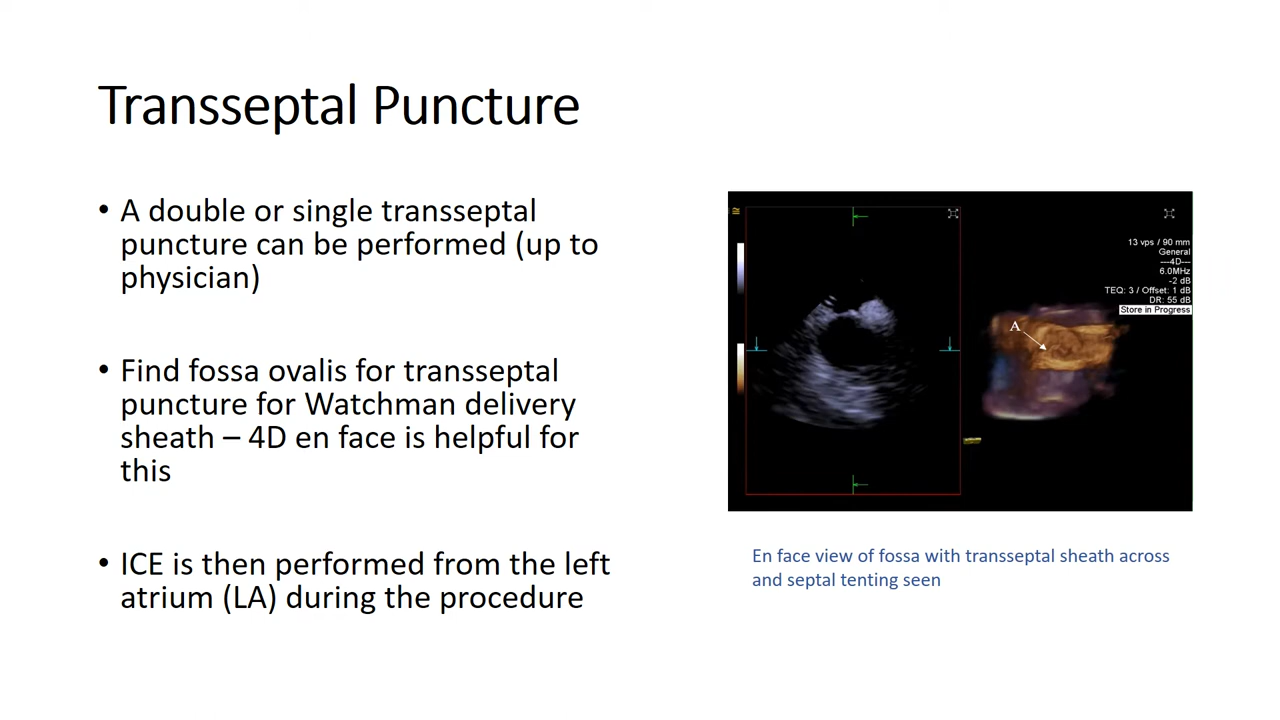 Transseptal Puncture
• A double or single transseptal
puncture can be performed (up to
physician)
• Find fossa ovalis for transseptal
puncture for Watchman delivery
sheath – 4D en face is helpful for
this
• ICE is then performed from the left
atrium (LA) during the procedure
13 vps / 90 mm
General
---4D---
6.0MHz
-2 dB
TEQ: 3 / Offset: 1 dB
DR: 55 dB
Store in Progress
A
En face view of fossa with transseptal sheath across
and septal tenting seen